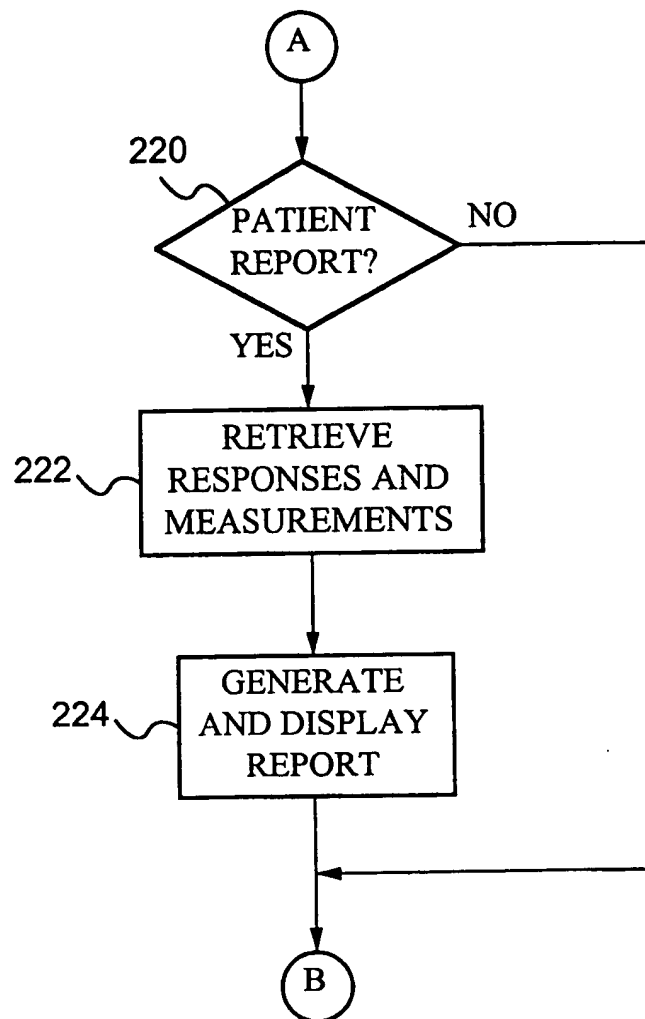 A
220
PATIENT
REPORT?
NO
YES
222
RETRIEVE
RESPONSES AND
MEASUREMENTS
224
GENERATE
AND DISPLAY
REPORT
B